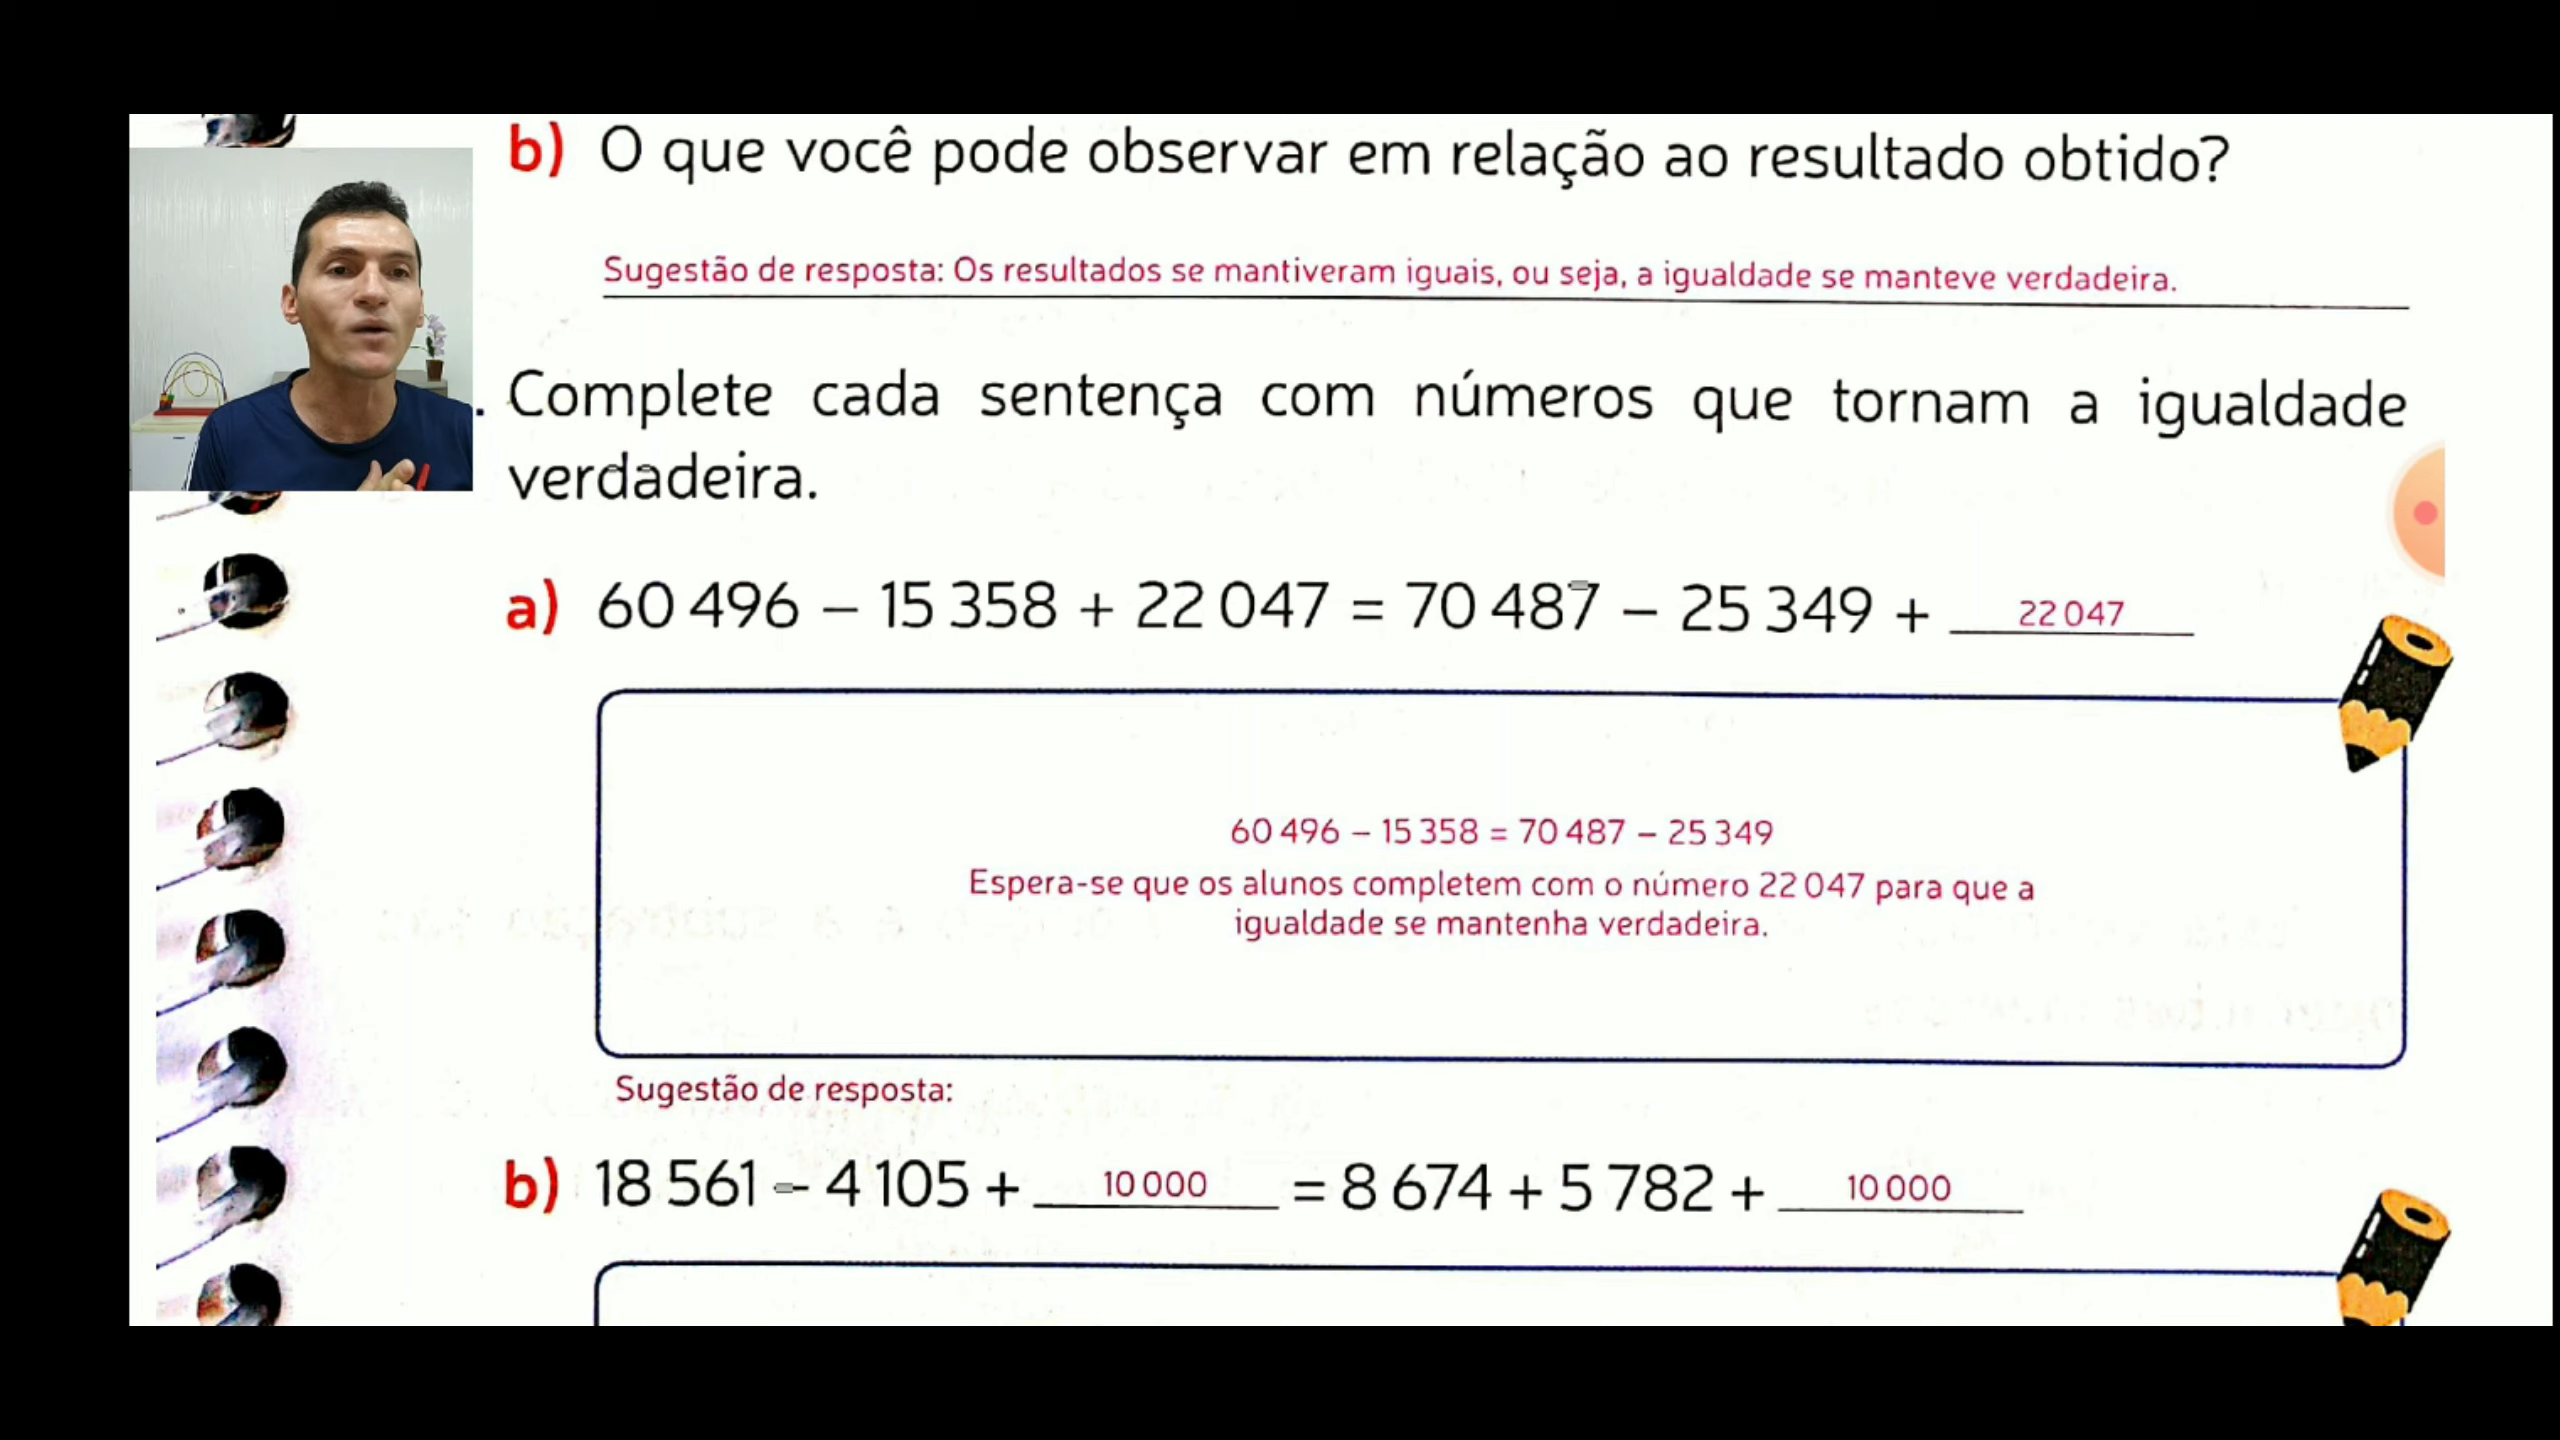 b) O que você pode observar em relação ao resultado obtido?
Sugestão de resposta: Os resultados se mantiveram iguais, ou seja, a igualdade se manteve verdadeira.
. Complete cada sentença com números que tornam a igualdade
verdadeira.
a) 60 496 – 15 358 + 22 047 = 70 487 – 25 349 + 22 047
60 496 – 15 358 = 70 487 – 25 349
Espera-se que os alunos completem com o número 22 047 para que a
igualdade se mantenha verdadeira.
Sugestão de resposta:
b) 18 561 – 4 105 + 10 000 = 8 674 + 5 782 + 10 000